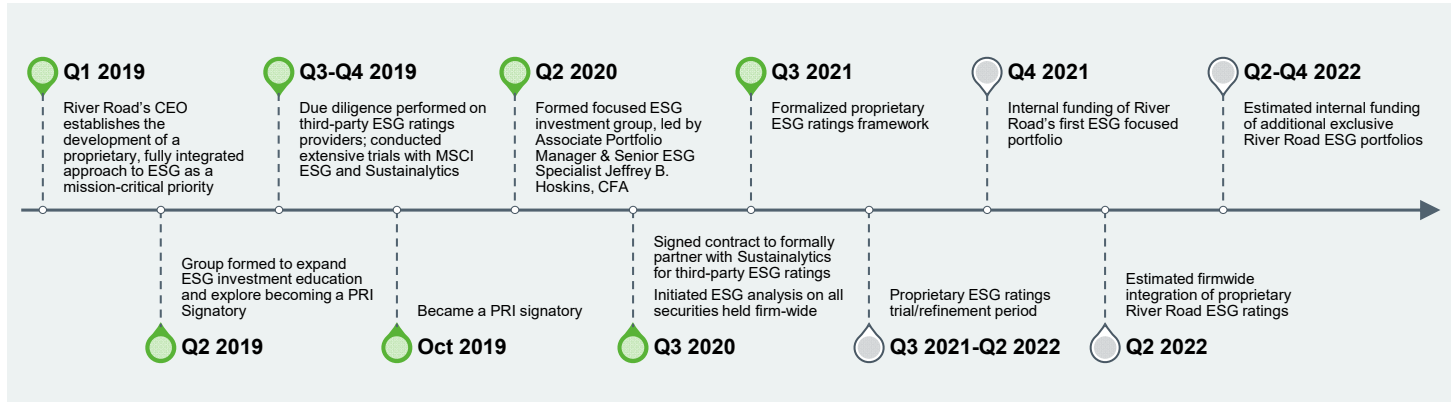 Q1 2019
River Road's CEO
establishes the
development of a
proprietary, fully integrated
approach to ESG as a
mission-critical priority
Q3-Q4 2019
Due diligence performed on
third-party ESG ratings
providers; conducted
extensive trials with MSCI
ESG and Sustainalytics
Q2 2020
Formed focused ESG
investment group, led by
Associate Portfolio
Manager & Senior ESG
Specialist Jeffrey B.
Hoskins, CFA
Q3 2021
Formalized proprietary
ESG ratings framework
Q4 2021
Internal funding of River
Road's first ESG focused
portfolio
Q2-Q4 2022
Estimated internal funding
of additional exclusive
River Road ESG portfolios
Group formed to expand
ESG investment education
and explore becoming a PRI
Signatory
Q2 2019
Became a PRI signatory
Oct 2019
Signed contract to formally
partner with Sustainalytics
for third-party ESG ratings
Initiated ESG analysis on all
securities held firm-wide
Q3 2020
Proprietary ESG ratings
trial/refinement period
Q3 2021-Q2 2022
Estimated firmwide
integration of proprietary
River Road ESG ratings
Q2 2022